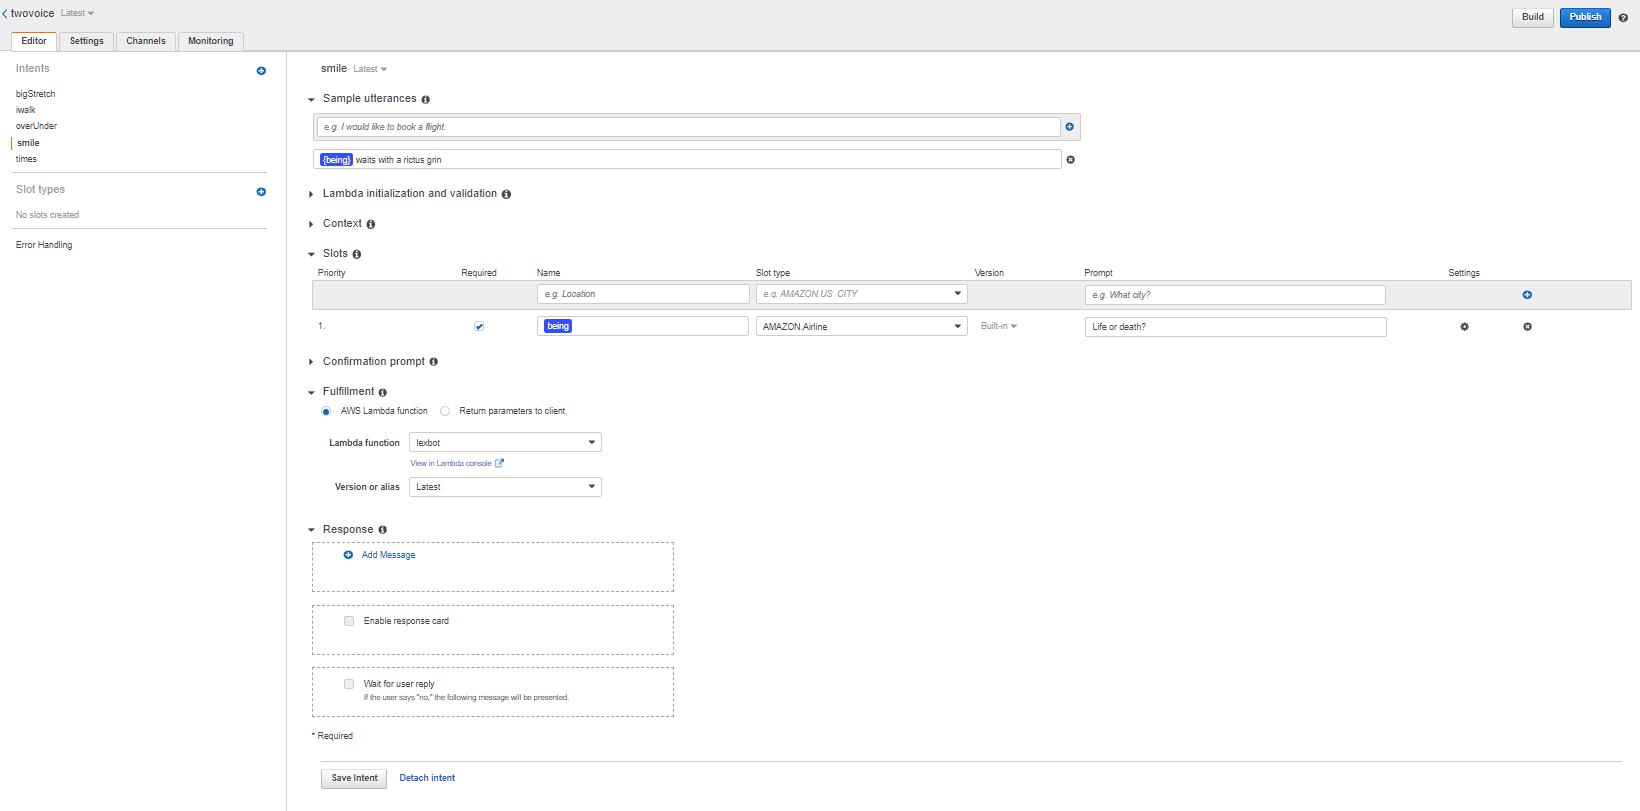 twovoice Latest
Build Publish
Editor Settings Channels Monitoring
Intents
bigStretch
iwalk
overUnder
smile
times
Slot types
No slots created
Error Handling
smile Latest
Sample utterances
e.g. I would like to book a flight.
{being} waits with a rictus grin
Lambda initialization and validation
Context
Slots
Priority Required Name Slot type Version Prompt Settings
e.g. Location e.g. AMAZON.US_CITY e.g. What city?
1. being AMAZON.Airline Built-in Life or death?
Confirmation prompt
Fulfillment
AWS Lambda function Return parameters to client
Lambda function lexbot
View in Lambda console
Version or alias Latest
Response
Add Message
Enable response card
Wait for user reply
If the user says "no," the following message will be presented.
* Required
Save Intent Detach intent